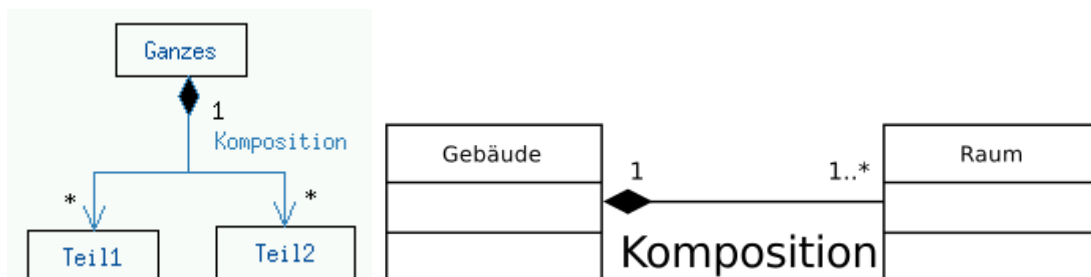 Ganzes
1
Komposition
*
*
Teil1
Teil2
Gebäude
1
1..*
Raum
Komposition